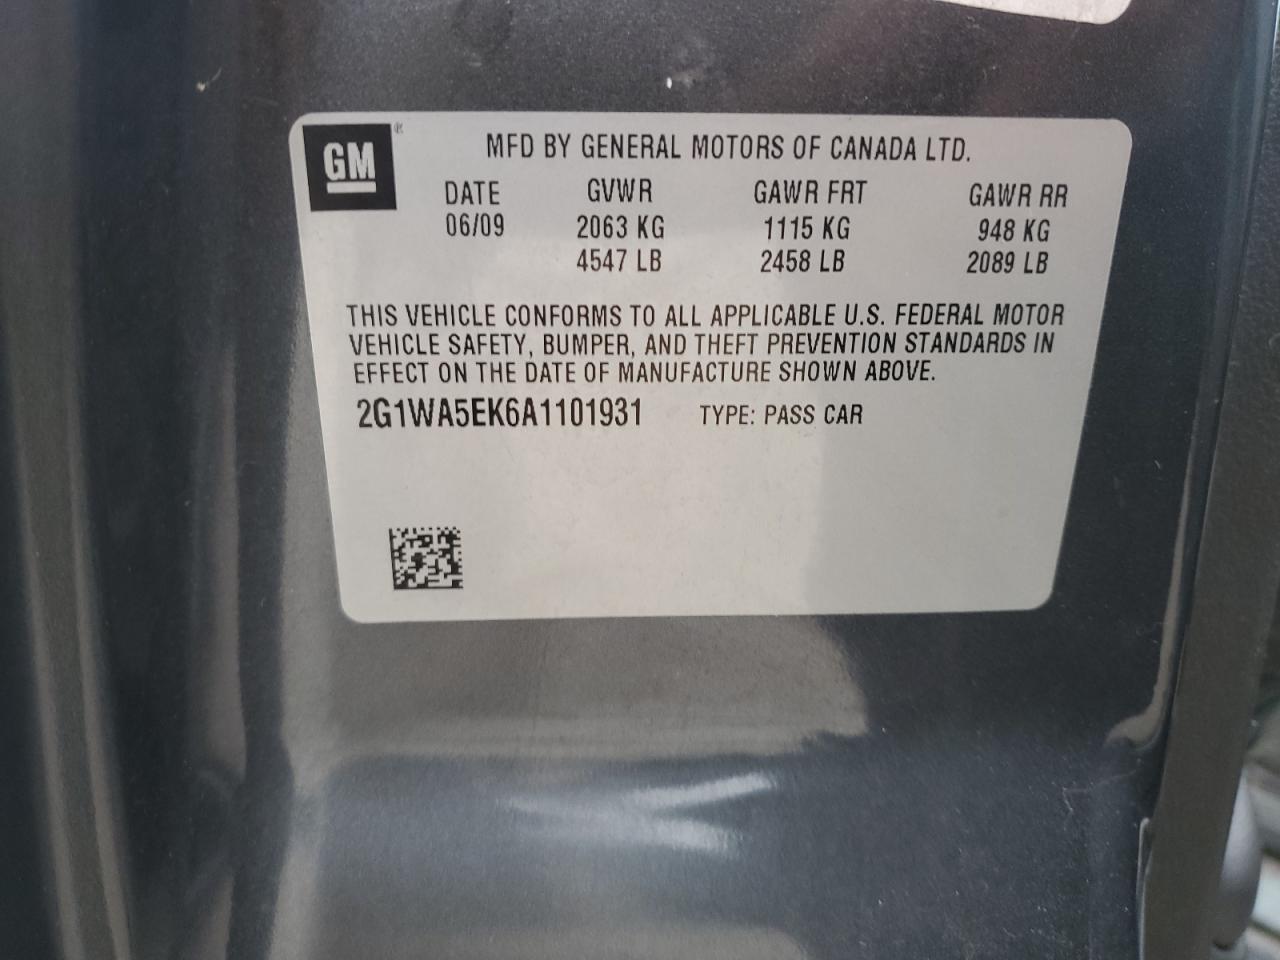 GM
MFD BY GENERAL MOTORS OF CANADA LTD.
DATE GVWR GAWR FRT GAWR RR
06/09 2063 KG 1115 KG 948 KG
4547 LB 2458 LB 2089 LB
THIS VEHICLE CONFORMS TO ALL APPLICABLE U.S. FEDERAL MOTOR
VEHICLE SAFETY, BUMPER, AND THEFT PREVENTION STANDARDS IN
EFFECT ON THE DATE OF MANUFACTURE SHOWN ABOVE.
2G1WA5EK6A1101931 TYPE: PASS CAR